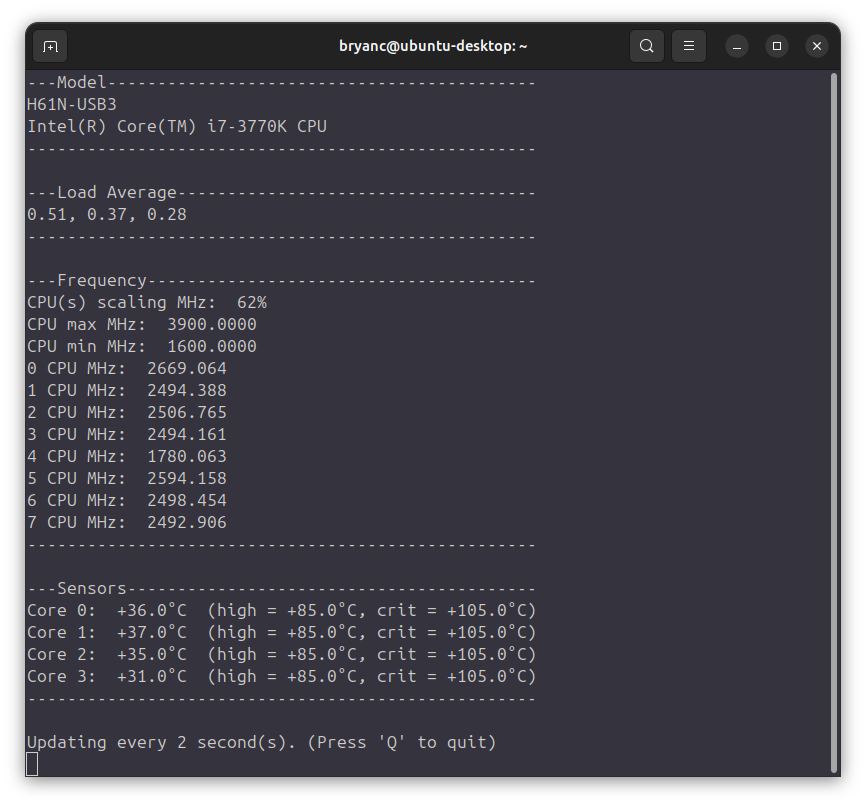 bryanc@ubuntu-desktop: ~
---Model-------------------------------------------
H61N-USB3
Intel(R) Core(TM) i7-3770K CPU
---------------------------------------------------
---Load Average------------------------------------
0.51, 0.37, 0.28
---------------------------------------------------
---Frequency---------------------------------------
CPU(s) scaling MHz:  62%
CPU max MHz:  3900.0000
CPU min MHz:  1600.0000
0 CPU MHz:  2669.064
1 CPU MHz:  2494.388
2 CPU MHz:  2506.765
3 CPU MHz:  2494.161
4 CPU MHz:  1780.063
5 CPU MHz:  2594.158
6 CPU MHz:  2498.454
7 CPU MHz:  2492.906
---------------------------------------------------
---Sensors-----------------------------------------
Core 0:  +36.0°C  (high = +85.0°C, crit = +105.0°C)
Core 1:  +37.0°C  (high = +85.0°C, crit = +105.0°C)
Core 2:  +35.0°C  (high = +85.0°C, crit = +105.0°C)
Core 3:  +31.0°C  (high = +85.0°C, crit = +105.0°C)
---------------------------------------------------
Updating every 2 second(s). (Press 'Q' to quit)